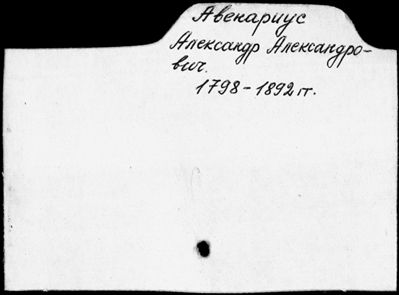 Авенариус
Александр Александро-
вич.
1798-1892 гг.